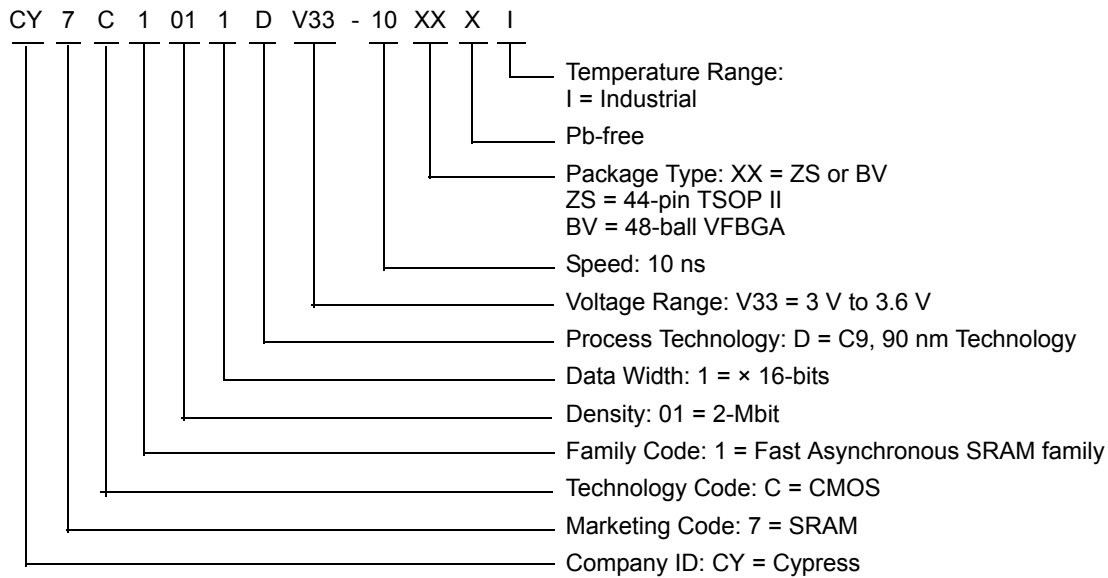 CY 7 C 1 01 1 D V33 - 10 XX X I
Temperature Range:
I = Industrial
Pb-free
Package Type: XX = ZS or BV
ZS = 44-pin TSOP II
BV = 48-ball VFBGA
Speed: 10 ns
Voltage Range: V33 = 3 V to 3.6 V
Process Technology: D = C9, 90 nm Technology
Data Width: 1 = × 16-bits
Density: 01 = 2-Mbit
Family Code: 1 = Fast Asynchronous SRAM family
Technology Code: C = CMOS
Marketing Code: 7 = SRAM
Company ID: CY = Cypress